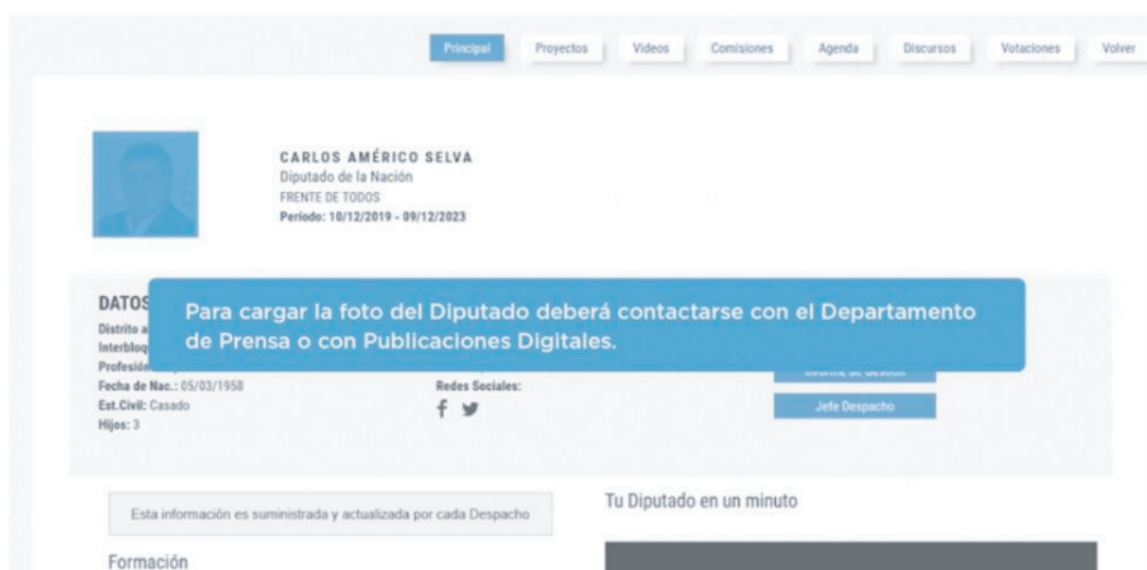 Principal Proyectos Videos Comisiones Agenda Discursos Votaciones Volver
CARLOS AMÉRICO SELVA
Diputado de la Nación
FRENTE DE TODOS
Período: 10/12/2019 - 09/12/2023
DATOS
Para cargar la foto del Diputado deberá contactarse con el Departamento
de Prensa o con Publicaciones Digitales.
Distrito
Fecha de Nac.: 05/03/1958
Est.Civil: Casado
Hijos: 3
Redes Sociales:
Informe de Gestión
Jefe Despacho
Esta información es suministrada y actualizada por cada Despacho
Formación
Tu Diputado en un minuto